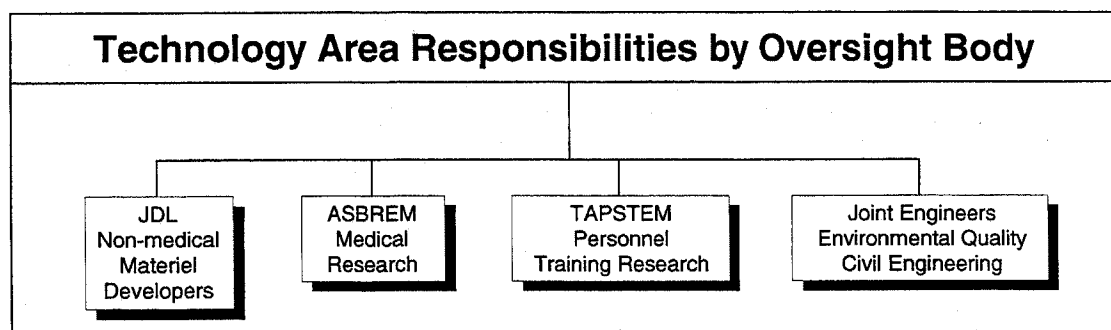 Technology Area Responsibilities by Oversight Body
JDL
Non-medical
Materiel
Developers
ASBREM
Medical
Research
TAPSTEM
Personnel
Training Research
Joint Engineers
Environmental Quality
Civil Engineering